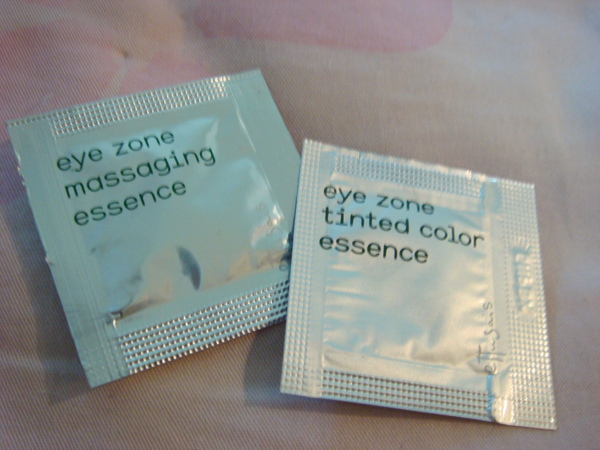 eye zone
massaging
essence
eye zone
tinted color
essence